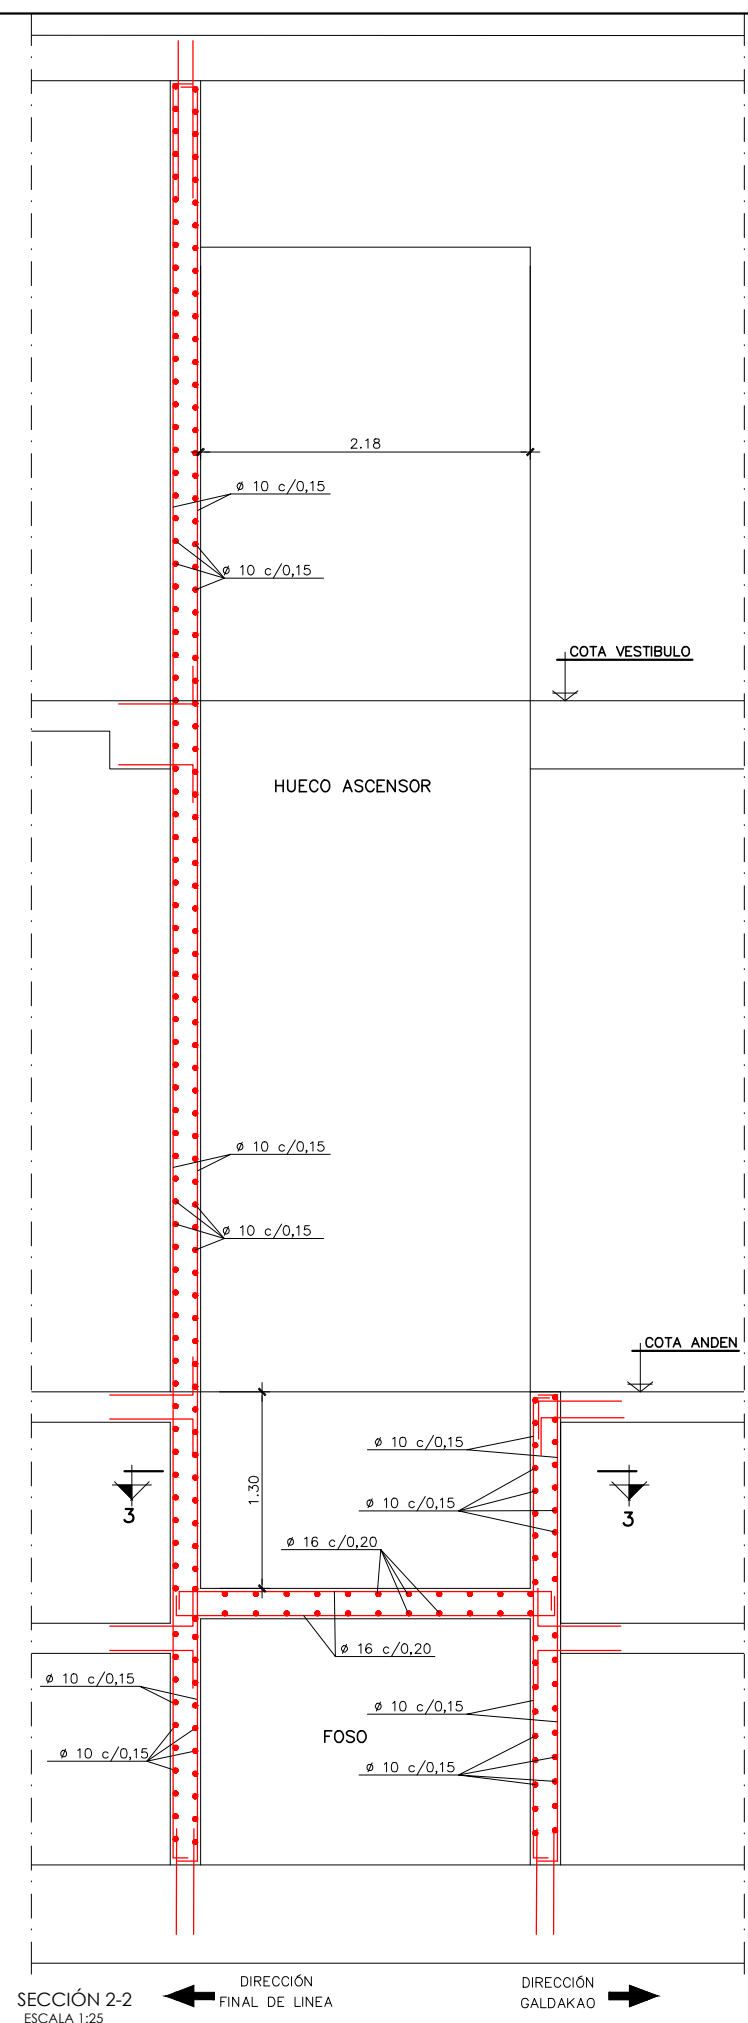 2.18
ø 10 c/0,15
ø 10 c/0,15
COTA VESTIBULO
HUECO ASCENSOR
ø 10 c/0,15
ø 10 c/0,15
COTA ANDEN
1.30
ø 10 c/0,15
ø 10 c/0,15
3
3
ø 16 c/0,20
ø 16 c/0,20
ø 10 c/0,15
ø 10 c/0,15
FOSO
ø 10 c/0,15
ø 10 c/0,15
SECCIÓN 2-2
ESCALA 1:25
DIRECCIÓN
FINAL DE LINEA
DIRECCIÓN
GALDAKAO